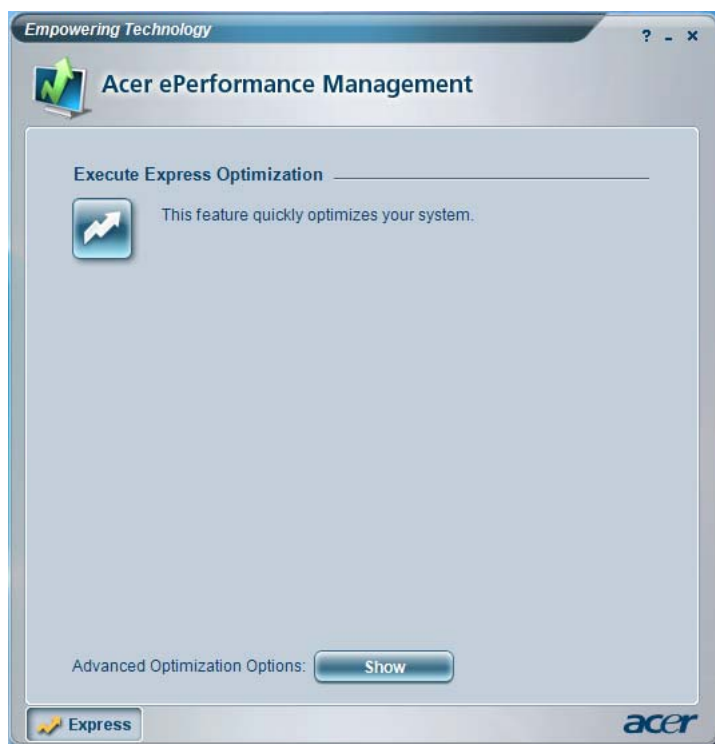 Empowering Technology
? - ×
Acer ePerformance Management
Execute Express Optimization
This feature quickly optimizes your system.
Advanced Optimization Options: Show
Express
acer